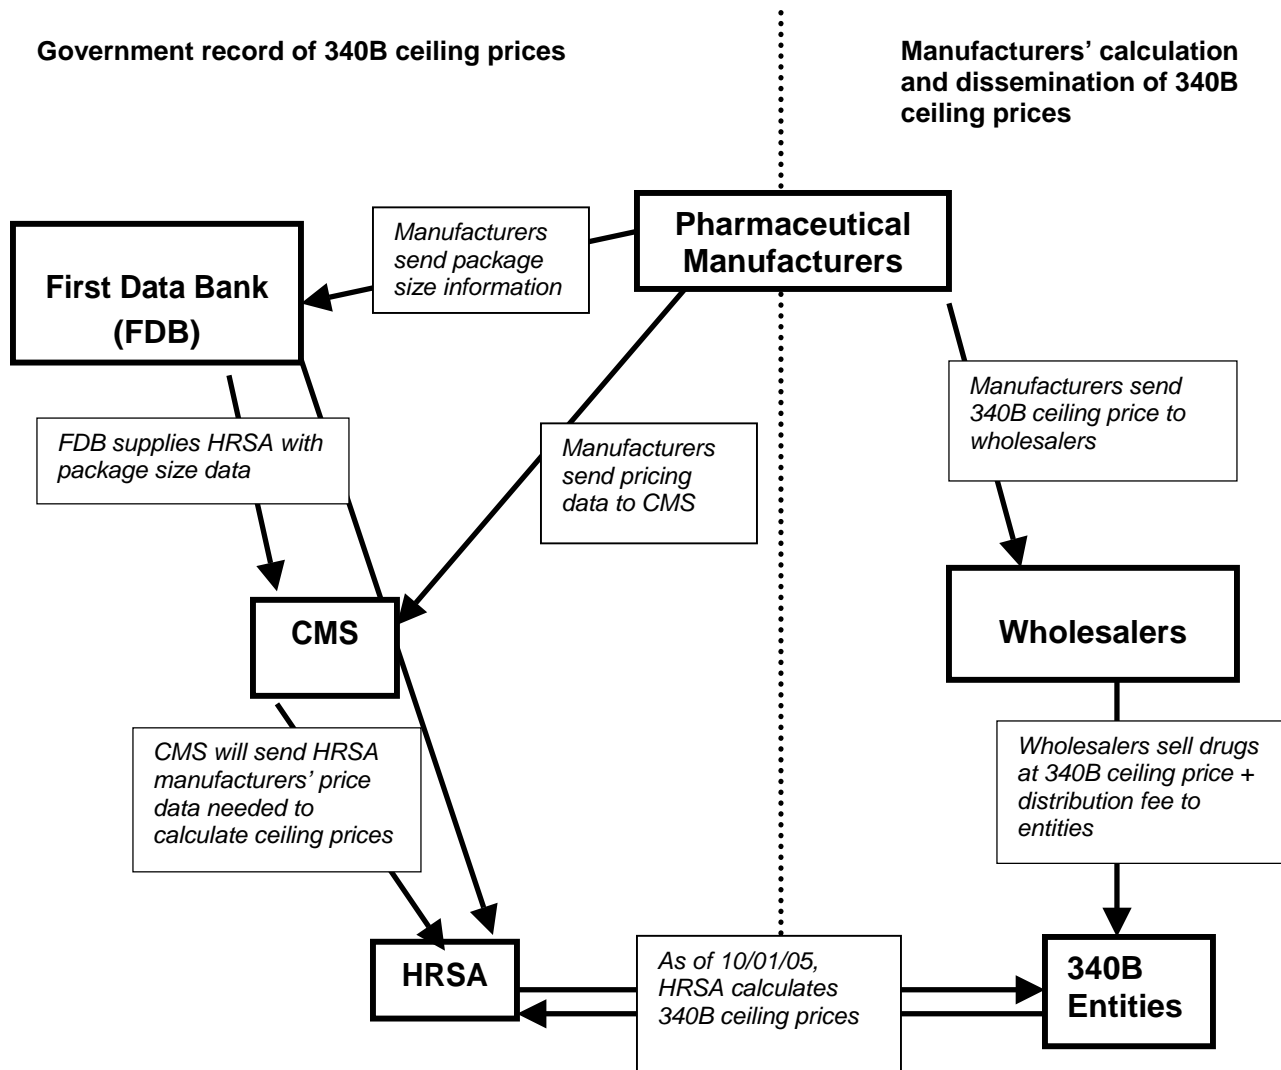 Government record of 340B ceiling prices
Manufacturers’ calculation
and dissemination of 340B
ceiling prices
Pharmaceutical
Manufacturers
Manufacturers
send package
size information
First Data Bank
(FDB)
Manufacturers send
340B ceiling price to
wholesalers
FDB supplies HRSA with
package size data
Manufacturers
send pricing
data to CMS
CMS
Wholesalers
CMS will send HRSA
manufacturers’ price
data needed to
calculate ceiling prices
Wholesalers sell drugs
at 340B ceiling price +
distribution fee to
entities
HRSA
As of 10/01/05,
HRSA calculates
340B ceiling prices
340B
Entities